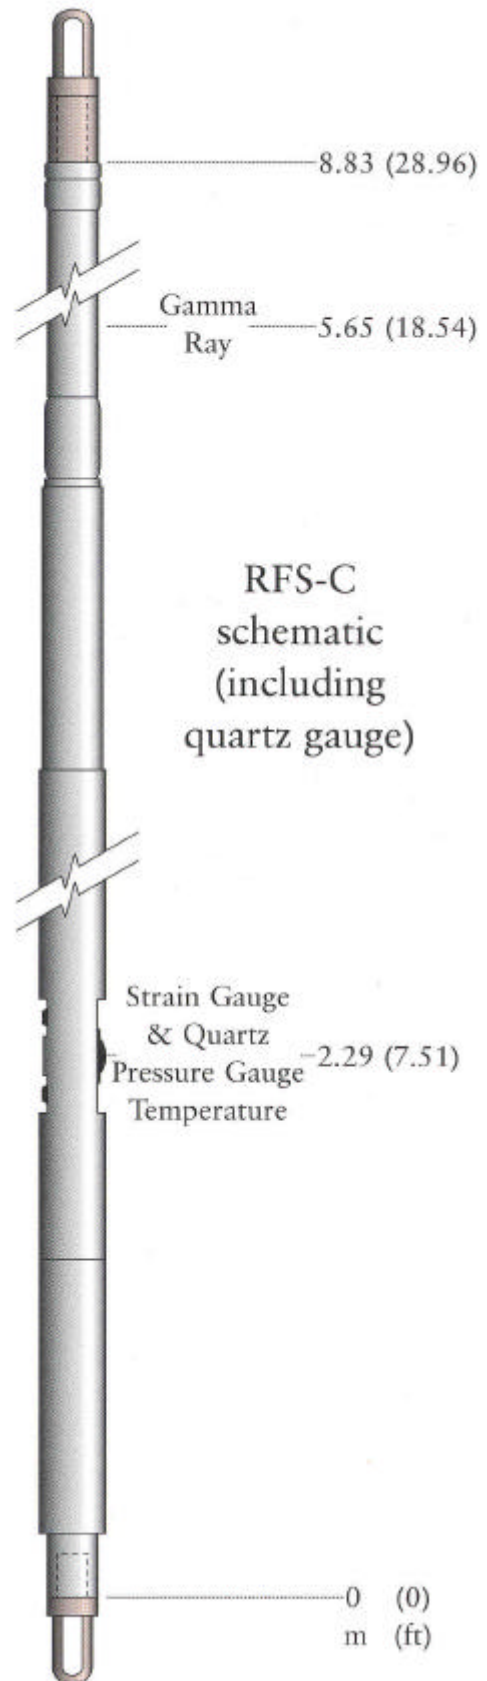 8.83 (28.96)
Gamma
Ray
5.65 (18.54)
RFS-C
schematic
(including
quartz gauge)
Strain Gauge
& Quartz
Pressure Gauge
Temperature
2.29 (7.51)
0 (0)
m (ft)